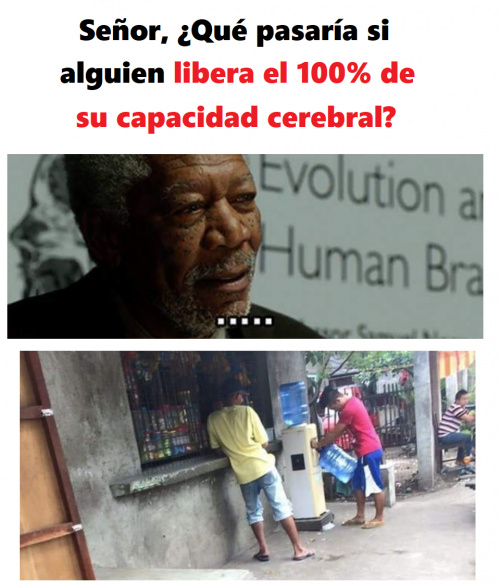 Señor, ¿Qué pasaría si
alguien libera el 100% de
su capacidad cerebral?
Evolution a
Human Bra